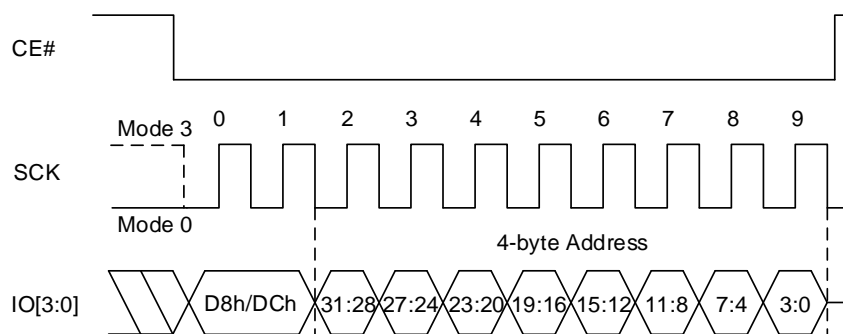 CE#
0 1 2 3 4 5 6 7 8 9
Mode 3
SCK
Mode 0
4-byte Address
IO[3:0] D8h/DCh 31:28 27:24 23:20 19:16 15:12 11:8 7:4 3:0